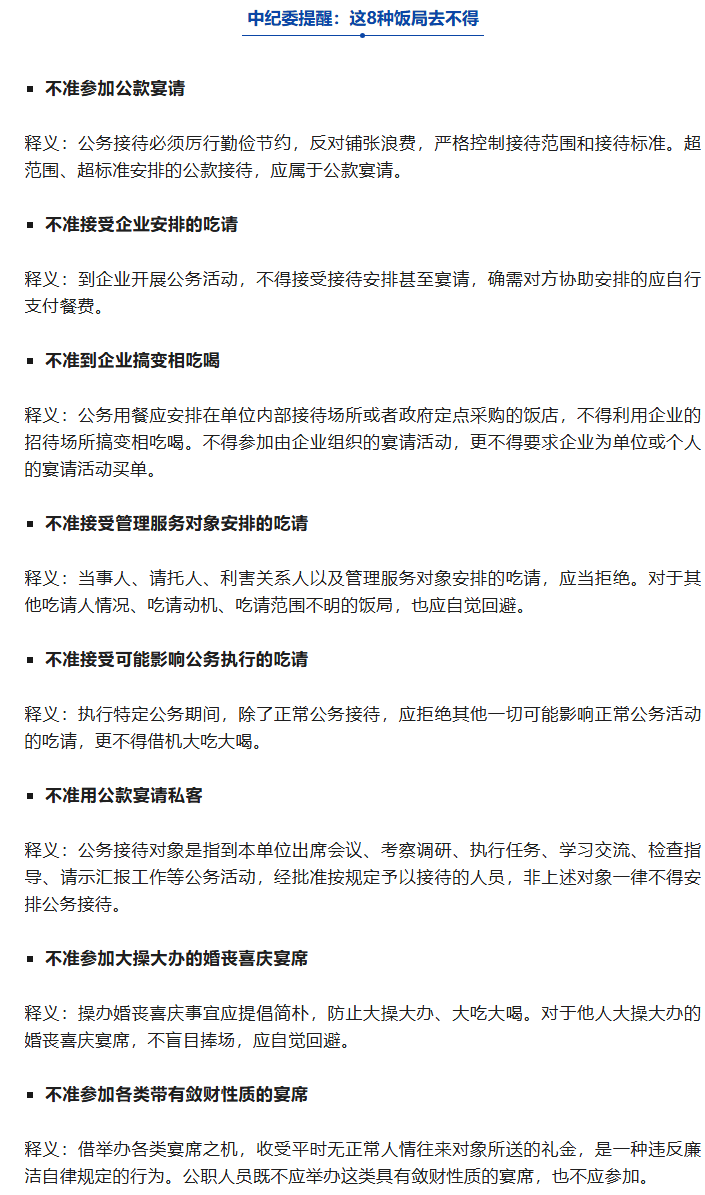 中纪委提醒：这8种饭局去不得
▪ 不准参加公款宴请
释义：公务接待必须厉行勤俭节约，反对铺张浪费，严格控制接待范围和接待标准。超
范围、超标准安排的公款接待，应属于公款宴请。
▪ 不准接受企业安排的吃请
释义：到企业开展公务活动，不得接受接待安排甚至宴请，确需对方协助安排的应自行
支付餐费。
▪ 不准到企业搞变相吃喝
释义：公务用餐应安排在单位内部接待场所或者政府定点采购的饭店，不得利用企业的
招待场所搞变相吃喝。不得参加由企业组织的宴请活动，更不得要求企业为单位或个人
的宴请活动买单。
▪ 不准接受管理服务对象安排的吃请
释义：当事人、请托人、利害关系人以及管理服务对象安排的吃请，应当拒绝。对于其
他吃请人情况、吃请动机、吃请范围不明的饭局，也应自觉回避。
▪ 不准接受可能影响公务执行的吃请
释义：执行特定公务期间，除了正常公务接待，应拒绝其他一切可能影响正常公务活动
的吃请，更不得借机大吃大喝。
▪ 不准用公款宴请私客
释义：公务接待对象是指到本单位出席会议、考察调研、执行任务、学习交流、检查指
导、请示汇报工作等公务活动，经批准按规定予以接待的人员，非上述对象一律不得安
排公务接待。
▪ 不准参加大操大办的婚丧喜庆宴席
释义：操办婚丧喜庆事宜应提倡简朴，防止大操大办、大吃大喝。对于他人大操大办的
婚丧喜庆宴席，不盲目捧场，应自觉回避。
▪ 不准参加各类带有敛财性质的宴席
释义：借举办各类宴席之机，收受平时无正常人情往来对象所送的礼金，是一种违反廉
洁自律规定的行为。公职人员既不应举办这类具有敛财性质的宴席，也不应参加。